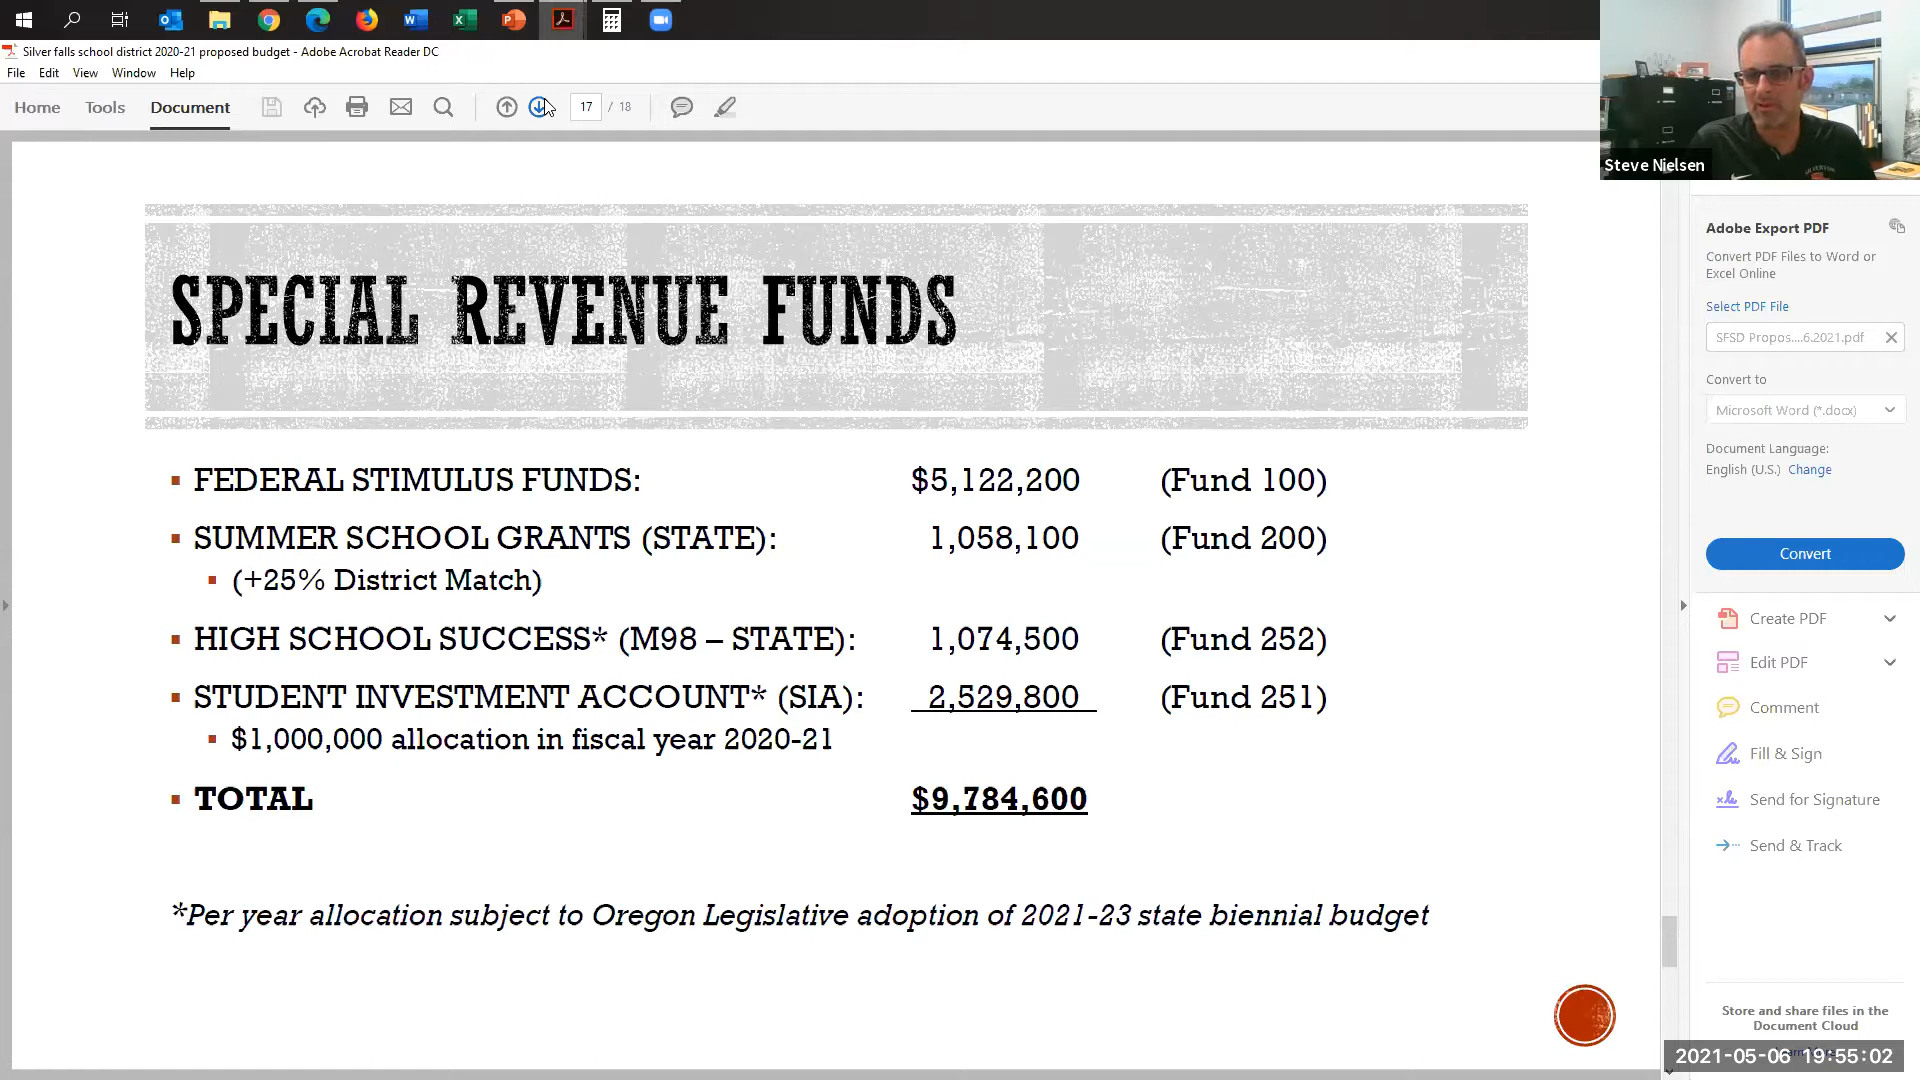 Silver falls school district 2020-21 proposed budget - Adobe Acrobat Reader DC
File Edit View Window Help
Home Tools Document 17 / 18
Steve Nielsen
SPECIAL REVENUE FUNDS
FEDERAL STIMULUS FUNDS: $5,122,200 (Fund 100)
SUMMER SCHOOL GRANTS (STATE): 1,058,100 (Fund 200)
(+25% District Match)
HIGH SCHOOL SUCCESS* (M98 – STATE): 1,074,500 (Fund 252)
STUDENT INVESTMENT ACCOUNT* (SIA): 2,529,800 (Fund 251)
$1,000,000 allocation in fiscal year 2020-21
TOTAL $9,784,600
*Per year allocation subject to Oregon Legislative adoption of 2021-23 state biennial budget
Adobe Export PDF
Convert PDF Files to Word or
Excel Online
Select PDF File
SFSD Propos....6.2021.pdf
Convert to
Microsoft Word (*.docx)
Document Language:
English (U.S.) Change
Convert
Create PDF
Edit PDF
Comment
Fill & Sign
Send for Signature
Send & Track
Store and share files in the
Document Cloud
2021-05-06 19:55:02